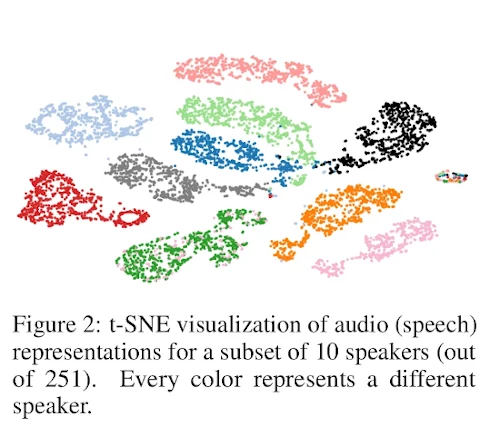 Figure 2: t-SNE visualization of audio (speech)
representations for a subset of 10 speakers (out
of 251). Every color represents a different
speaker.